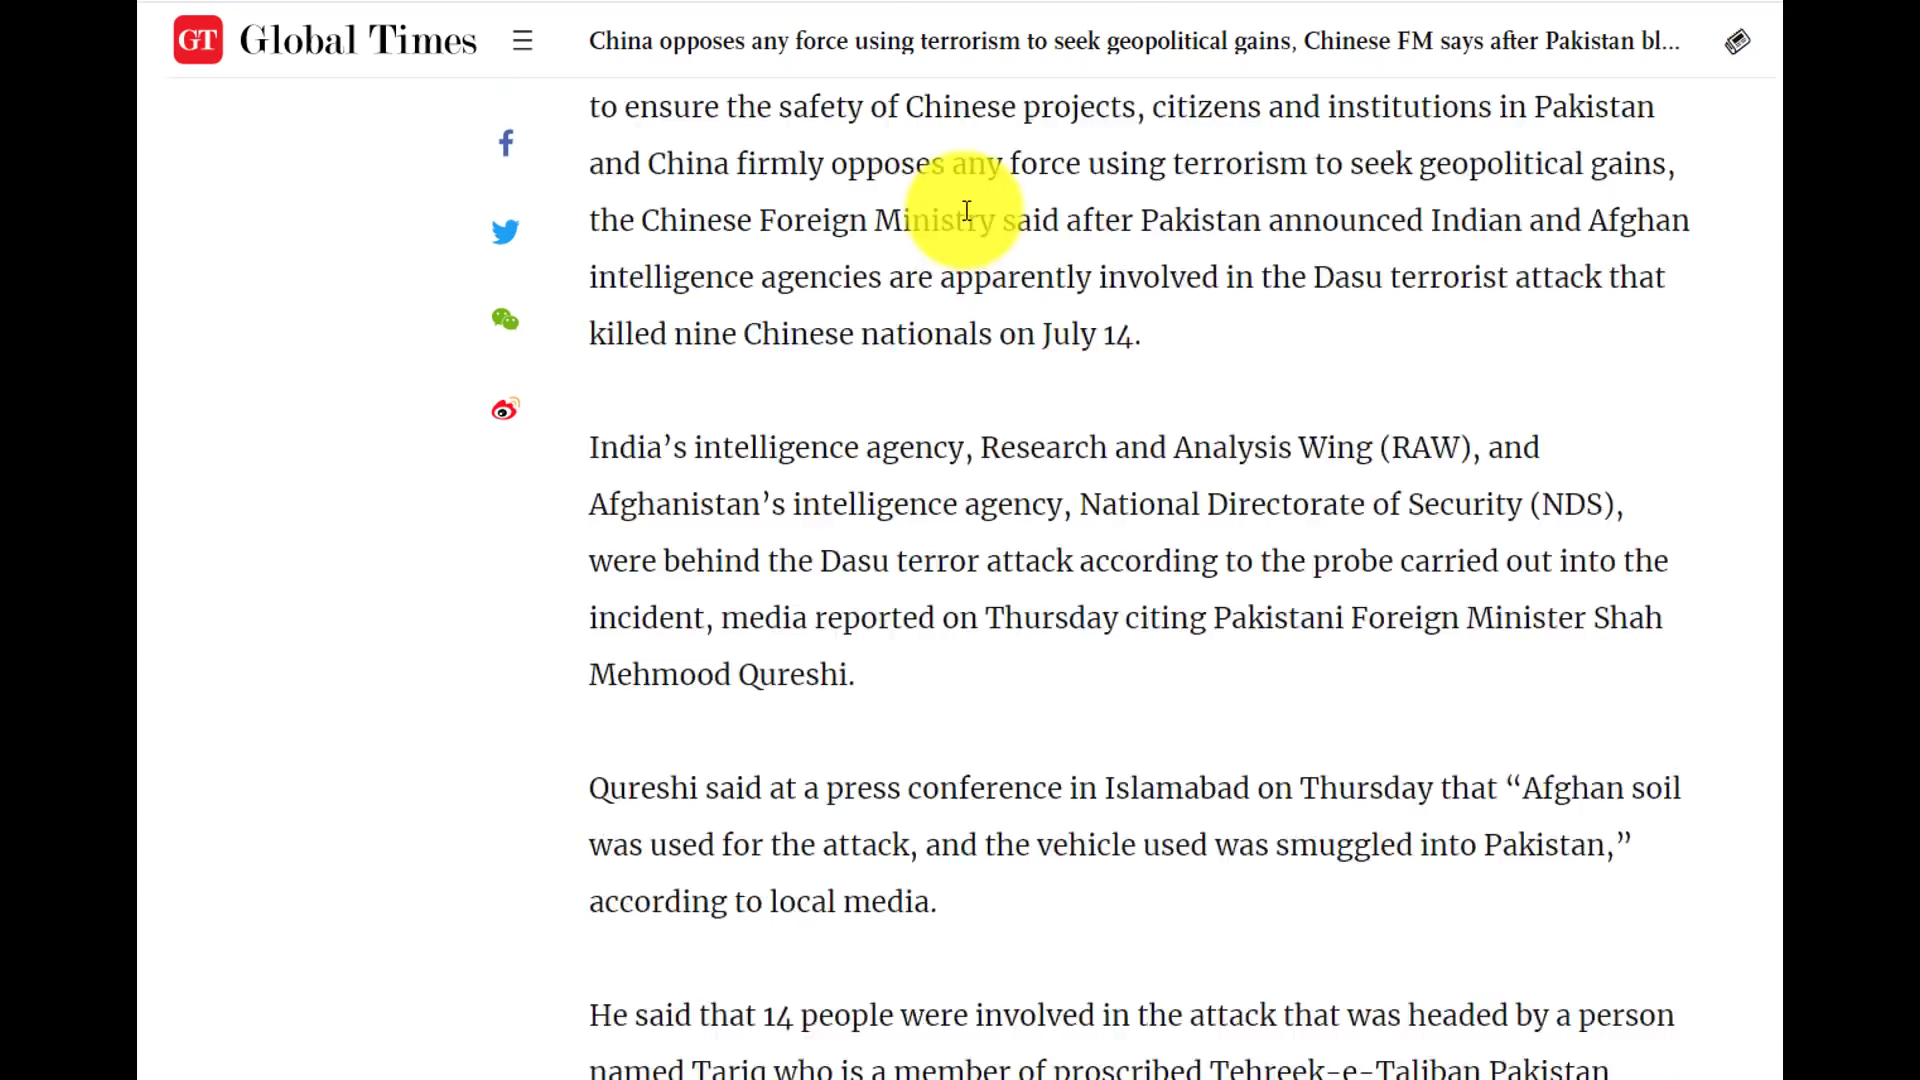 GT Global Times
China opposes any force using terrorism to seek geopolitical gains, Chinese FM says after Pakistan bl...
to ensure the safety of Chinese projects, citizens and institutions in Pakistan
and China firmly opposes any force using terrorism to seek geopolitical gains,
the Chinese Foreign Ministry said after Pakistan announced Indian and Afghan
intelligence agencies are apparently involved in the Dasu terrorist attack that
killed nine Chinese nationals on July 14.
India’s intelligence agency, Research and Analysis Wing (RAW), and
Afghanistan’s intelligence agency, National Directorate of Security (NDS),
were behind the Dasu terror attack according to the probe carried out into the
incident, media reported on Thursday citing Pakistani Foreign Minister Shah
Mehmood Qureshi.
Qureshi said at a press conference in Islamabad on Thursday that “Afghan soil
was used for the attack, and the vehicle used was smuggled into Pakistan,”
according to local media.
He said that 14 people were involved in the attack that was headed by a person
named Tariq who is a member of proscribed Tehreek-e-Taliban Pakistan